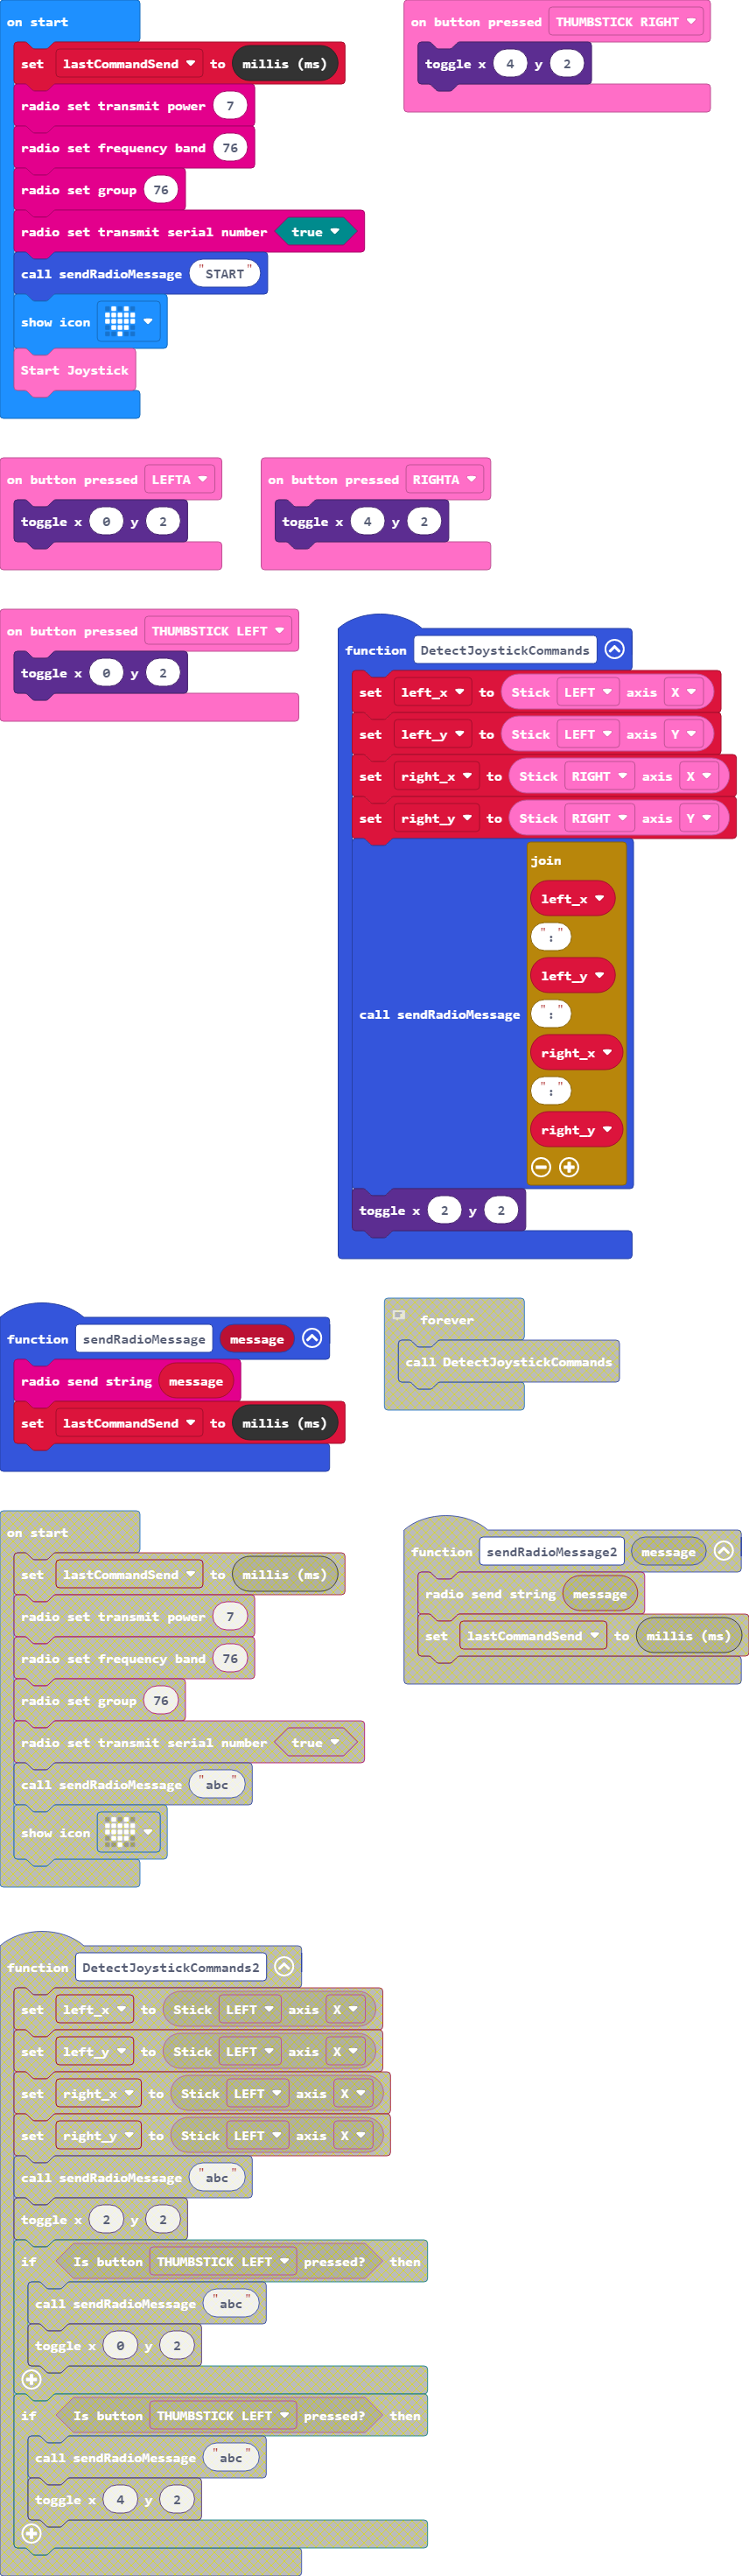 on start
set lastCommandSend to millis (ms)
radio set transmit power 7
radio set frequency band 76
radio set group 76
radio set transmit serial number true
call sendRadioMessage "START"
show icon
Start Joystick
on button pressed THUMBSTICK RIGHT
toggle x 4 y 2
on button pressed LEFTA
toggle x 0 y 2
on button pressed RIGHTA
toggle x 4 y 2
on button pressed THUMBSTICK LEFT
toggle x 0 y 2
function DetectJoystickCommands
set left_x to Stick LEFT axis X
set left_y to Stick LEFT axis Y
set right_x to Stick RIGHT axis X
set right_y to Stick RIGHT axis Y
join
left_x
":"
left_y
":"
call sendRadioMessage
right_x
":"
right_y
toggle x 2 y 2
function sendRadioMessage message
radio send string message
set lastCommandSend to millis (ms)
forever
call DetectJoystickCommands
on start
set lastCommandSend to millis (ms)
radio set transmit power 7
radio set frequency band 76
radio set group 76
radio set transmit serial number true
call sendRadioMessage "abc"
show icon
function sendRadioMessage2 message
radio send string message
set lastCommandSend to millis (ms)
function DetectJoystickCommands2
set left_x to Stick LEFT axis X
set left_y to Stick LEFT axis X
set right_x to Stick LEFT axis X
set right_y to Stick LEFT axis X
call sendRadioMessage "abc"
toggle x 2 y 2
if Is button THUMBSTICK LEFT pressed? then
call sendRadioMessage "abc"
toggle x 0 y 2
if Is button THUMBSTICK LEFT pressed? then
call sendRadioMessage "abc"
toggle x 4 y 2